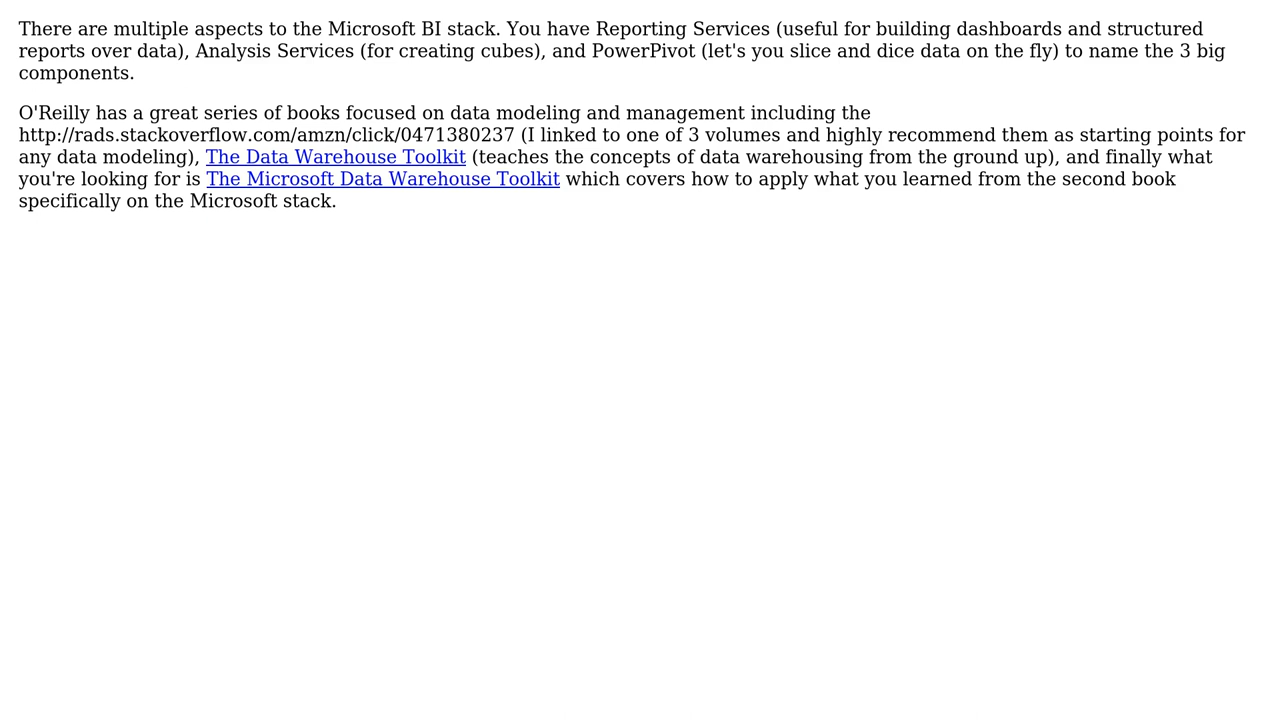 There are multiple aspects to the Microsoft BI stack. You have Reporting Services (useful for building dashboards and structured
reports over data), Analysis Services (for creating cubes), and PowerPivot (let's you slice and dice data on the fly) to name the 3 big
components.
O'Reilly has a great series of books focused on data modeling and management including the
http://rads.stackoverflow.com/amzn/click/0471380237 (I linked to one of 3 volumes and highly recommend them as starting points for
any data modeling), The Data Warehouse Toolkit (teaches the concepts of data warehousing from the ground up), and finally what
you're looking for is The Microsoft Data Warehouse Toolkit which covers how to apply what you learned from the second book
specifically on the Microsoft stack.